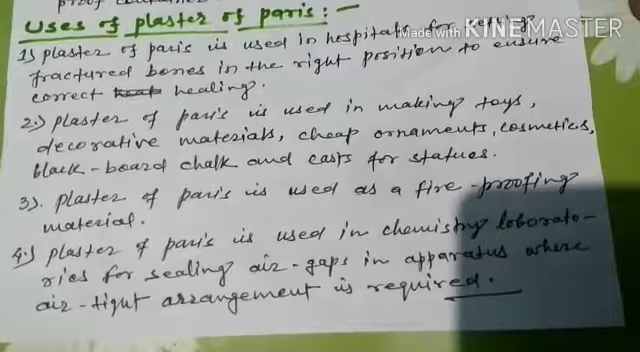 proof container
Uses of plaster of paris :-
Made with KINEMASTER
1) plaster of paris is used in hospitals for setting
fractured bones in the right position to ensure
correct healing.
2.) plaster of paris is used in making toys,
decorative materials, cheap ornaments, cosmetics,
black-board chalk and casts for statues.
3). plaster of paris is used as a fire-proofing
material.
4.) plaster of paris is used in chemistry loborato-
ries for sealing air-gaps in apparatus where
air-tight arrangement is required.